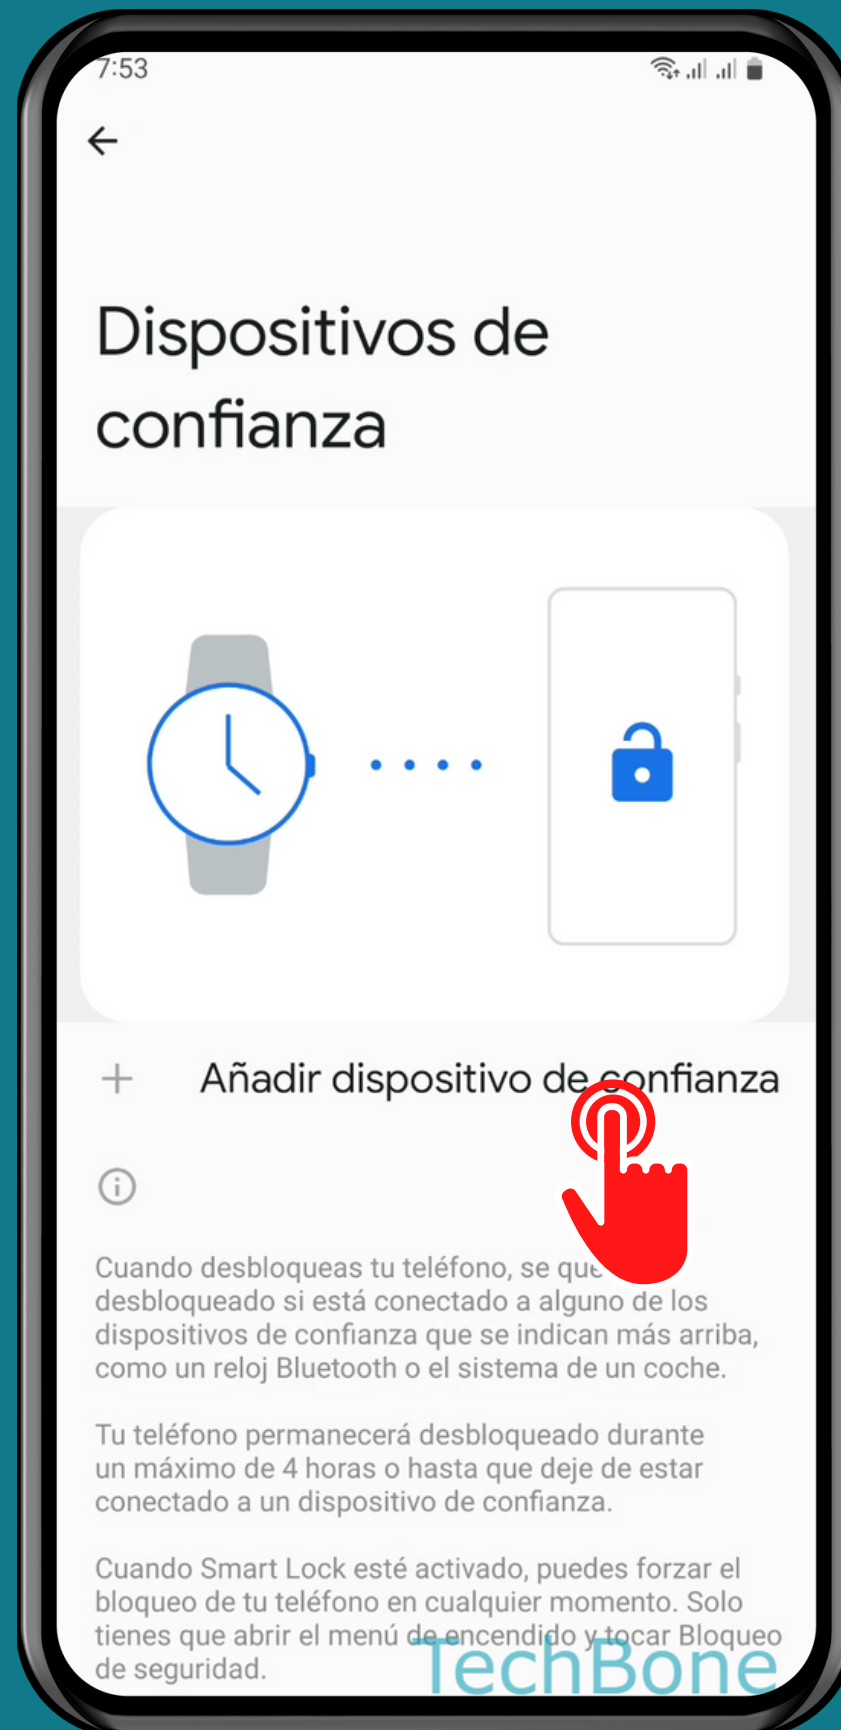 7:53
Dispositivos de
confianza
Añadir dispositivo de confianza
Cuando desbloqueas tu teléfono, se
desbloqueado si está conectado a alguno de los
dispositivos de confianza que se indican más arriba,
como un reloj Bluetooth o el sistema de un coche.
Tu teléfono permanecerá desbloqueado durante
un máximo de 4 horas o hasta que deje de estar
conectado a un dispositivo de confianza.
Cuando Smart Lock esté activado, puedes forzar el
bloqueo de tu teléfono en cualquier momento. Solo
tienes que abrir el menú de encendido y tocar Bloqueo
de seguridad.
TechBone